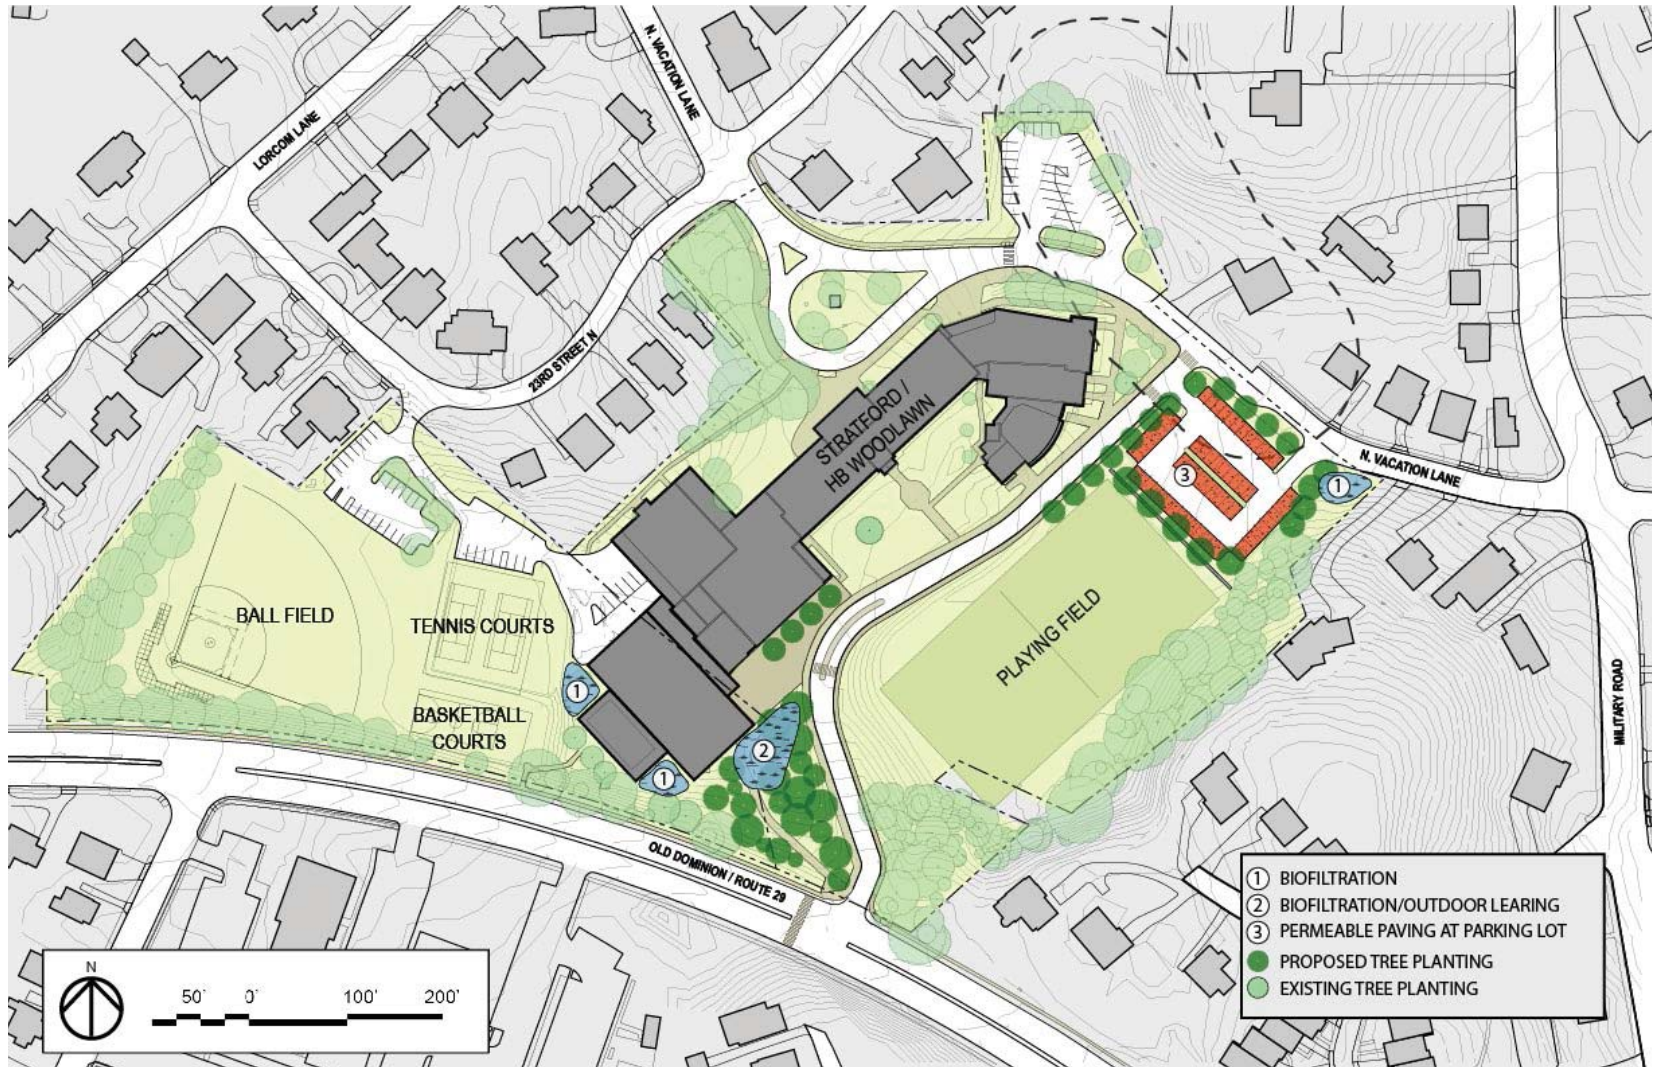 N. VACATION LANE
LORCOM LANE
23RD STREET N
STRATFORD /
HB WOODLAWN
N. VACATION LANE
3
1
BALL FIELD
TENNIS COURTS
PLAYING FIELD
1
BASKETBALL
COURTS
2
1
MILITARY ROAD
OLD DOMINION / ROUTE 29
1 BIOFILTRATION
2 BIOFILTRATION/OUTDOOR LEARING
3 PERMEABLE PAVING AT PARKING LOT
PROPOSED TREE PLANTING
EXISTING TREE PLANTING
N
50' 0' 100' 200'